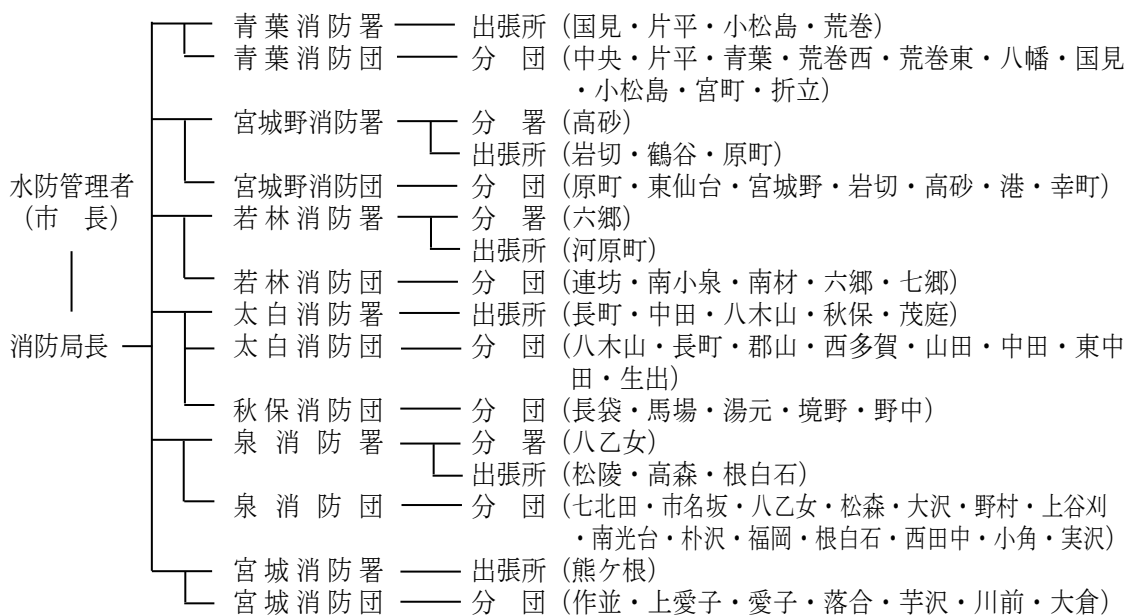 青葉消防署 出張所（国見・片平・小松島・荒巻）
青葉消防団 分団（中央・片平・青葉・荒巻西・荒巻東・八幡・国見
・小松島・宮町・折立）
宮城野消防署 分署（高砂）
出張所（岩切・鶴谷・原町）
水防管理者
（市長）
宮城野消防団 分団（原町・東仙台・宮城野・岩切・高砂・港・幸町）
若林消防署 分署（六郷）
出張所（河原町）
若林消防団 分団（連坊・南小泉・南材・六郷・七郷）
太白消防署 出張所（長町・中田・八木山・秋保・茂庭）
消防局長
太白消防団 分団（八木山・長町・郡山・西多賀・山田・中田・東中
田・生出）
秋保消防団 分団（長袋・馬場・湯元・境野・野中）
泉消防署 分署（八乙女）
出張所（松陵・高森・根白石）
泉消防団 分団（七北田・市名坂・八乙女・松森・大沢・野村・上谷刈
・南光台・朴沢・福岡・根白石・西田中・小角・実沢）
宮城消防署 出張所（熊ケ根）
宮城消防団 分団（作並・上愛子・愛子・落合・芋沢・川前・大倉）